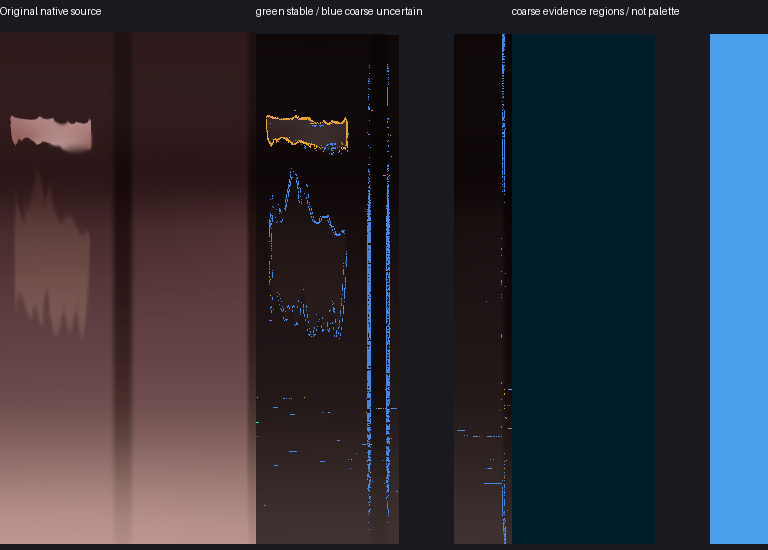 Original native source
green stable / blue coarse uncertain
coarse evidence regions / not palette